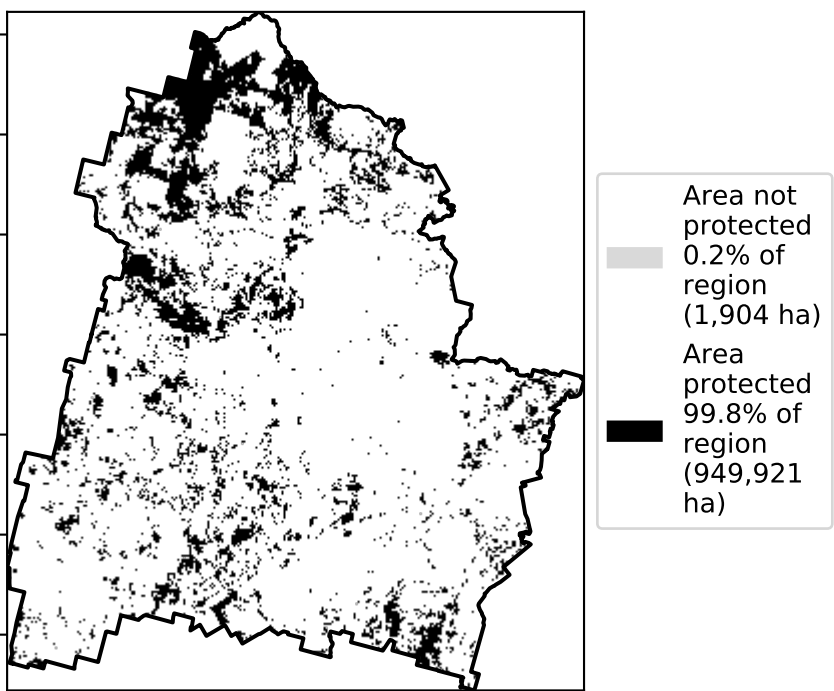 Area not
protected
0.2% of
region
(1,904 ha)
Area
protected
99.8% of
region
(949,921
ha)